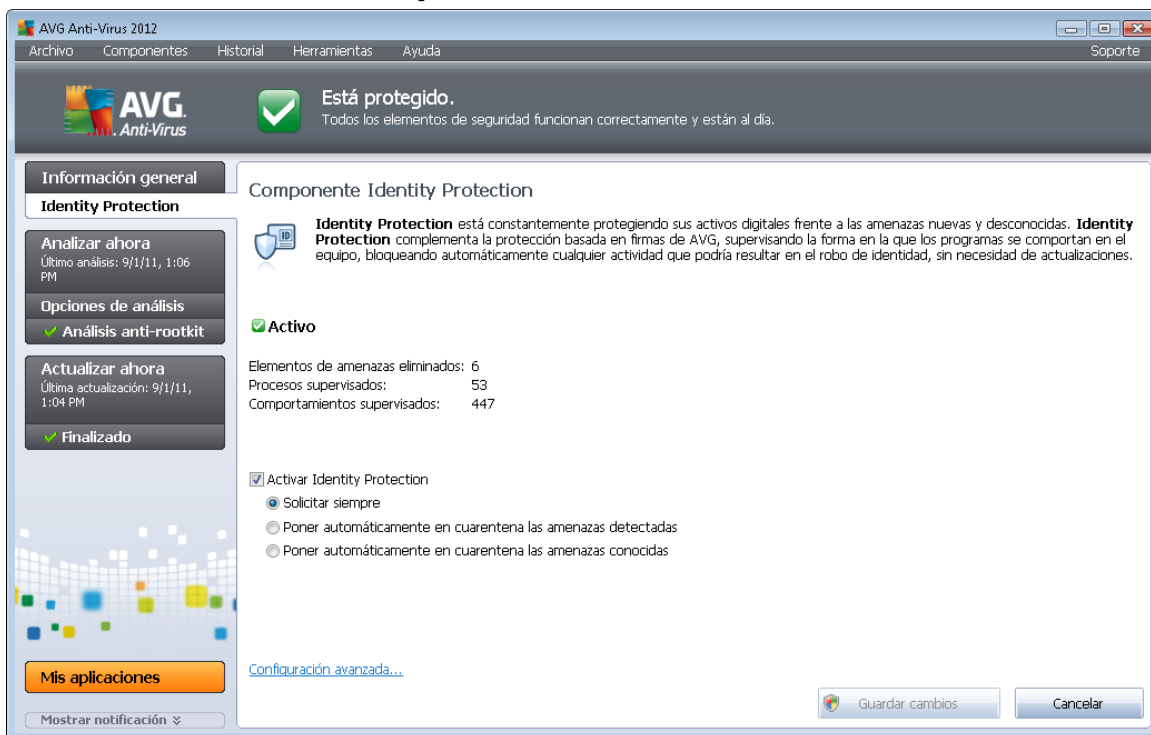 AVG Anti-Virus 2012
Archivo Componentes Historial Herramientas Ayuda Soporte
AVG.
Anti-Virus
Está protegido.
Todos los elementos de seguridad funcionan correctamente y están al día.
Información general
Identity Protection
Analizar ahora
Último análisis: 9/1/11, 1:06
PM
Opciones de análisis
Análisis anti-rootkit
Actualizar ahora
Última actualización: 9/1/11,
1:04 PM
Finalizado
Mis aplicaciones
Mostrar notificación
Componente Identity Protection
ID
Identity Protection está constantemente protegiendo sus activos digitales frente a las amenazas nuevas y desconocidas. Identity
Protection complementa la protección basada en firmas de AVG, supervisando la forma en la que los programas se comportan en el
equipo, bloqueando automáticamente cualquier actividad que podría resultar en el robo de identidad, sin necesidad de actualizaciones.
Activo
Elementos de amenazas eliminados: 6
Procesos supervisados: 53
Comportamientos supervisados: 447
Activar Identity Protection
Solicitar siempre
Poner automáticamente en cuarentena las amenazas detectadas
Poner automáticamente en cuarentena las amenazas conocidas
Configuración avanzada...
Guardar cambios
Cancelar